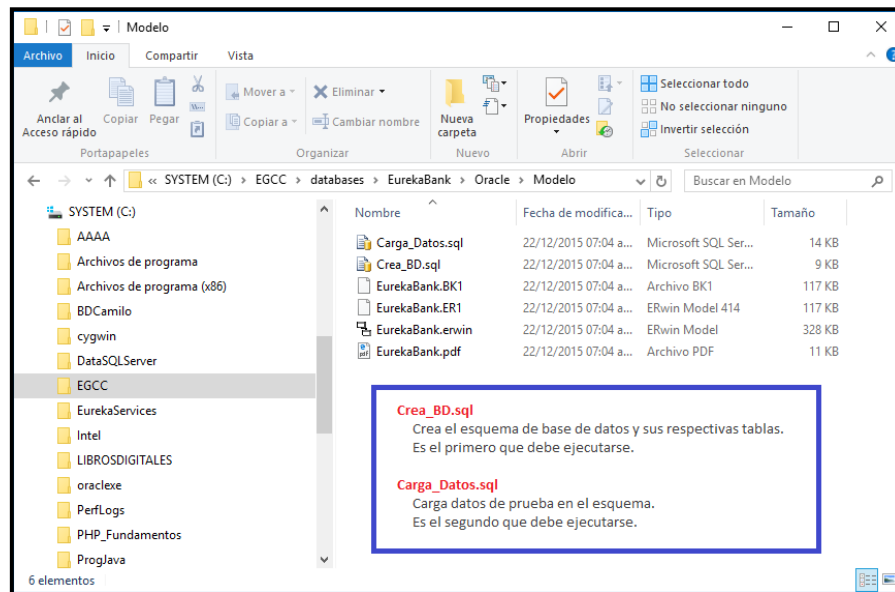 Modelo
Archivo Inicio Compartir Vista
Anclar al Acceso rápido
Copiar
Pegar
Mover a
Copiar a
Eliminar
Cambiar nombre
Nueva carpeta
Propiedades
Seleccionar todo
No seleccionar ninguno
Invertir selección
Portapapeles Organizar Nuevo Abrir Seleccionar
« SYSTEM (C:) > EGCC > databases > EurekaBank > Oracle > Modelo
Buscar en Modelo
SYSTEM (C:)
AAAA
Archivos de programa
Archivos de programa (x86)
BDCamilo
cygwin
DataSQLServer
EGCC
EurekaServices
Intel
LIBROSDIGITALES
oraclexe
PerfLogs
PHP_Fundamentos
ProgJava
Nombre Fecha de modifica... Tipo Tamaño
Carga_Datos.sql 22/12/2015 07:04 a... Microsoft SQL Ser... 14 KB
Crea_BD.sql 22/12/2015 07:04 a... Microsoft SQL Ser... 9 KB
EurekaBank.BK1 22/12/2015 07:04 a... Archivo BK1 117 KB
EurekaBank.ER1 22/12/2015 07:04 a... ERwin Model 414 117 KB
EurekaBank.erwin 22/12/2015 07:04 a... ERwin Model 328 KB
EurekaBank.pdf 22/12/2015 07:04 a... Archivo PDF 11 KB
Crea_BD.sql
Crea el esquema de base de datos y sus respectivas tablas.
Es el primero que debe ejecutarse.
Carga_Datos.sql
Carga datos de prueba en el esquema.
Es el segundo que debe ejecutarse.
6 elementos